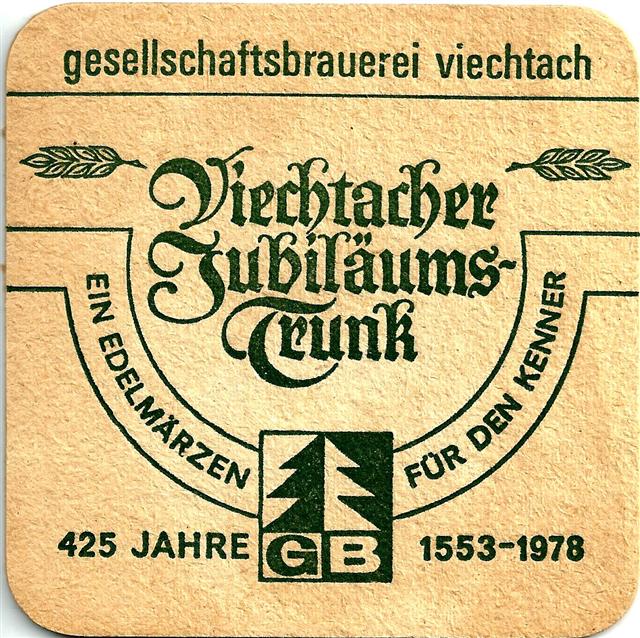 gesellschaftsbrauerei viechtach
Viechtacher
Jubiläums-
Trunk
EIN EDELMÄRZEN
FÜR DEN KENNER
425 JAHRE
GB
1553-1978